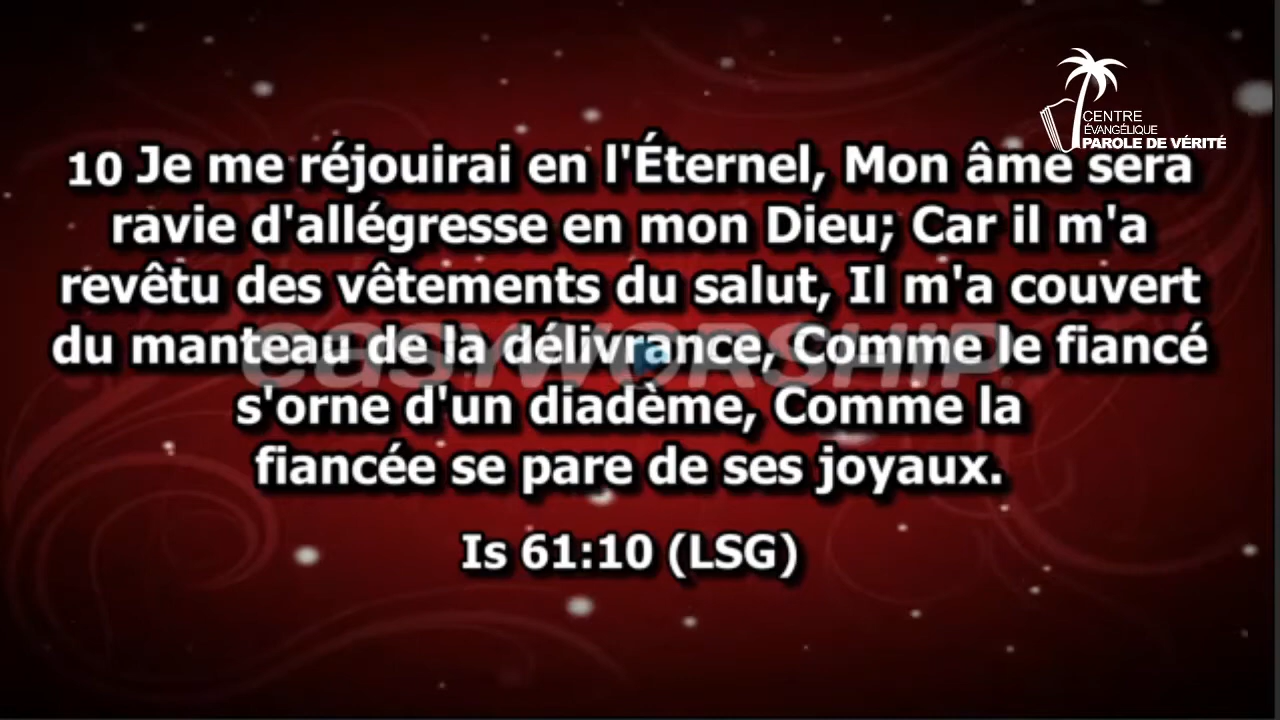 CENTRE
ÉVANGÉLIQUE
PAROLE DE VÉRITÉ
10 Je me réjouirai en l'Éternel, Mon âme sera
ravie d'allégresse en mon Dieu; Car il m'a
revêtu des vêtements du salut, Il m'a couvert
du manteau de la délivrance, Comme le fiancé
s'orne d'un diadème, Comme la
fiancée se pare de ses joyaux.
Is 61:10 (LSG)
easyworship